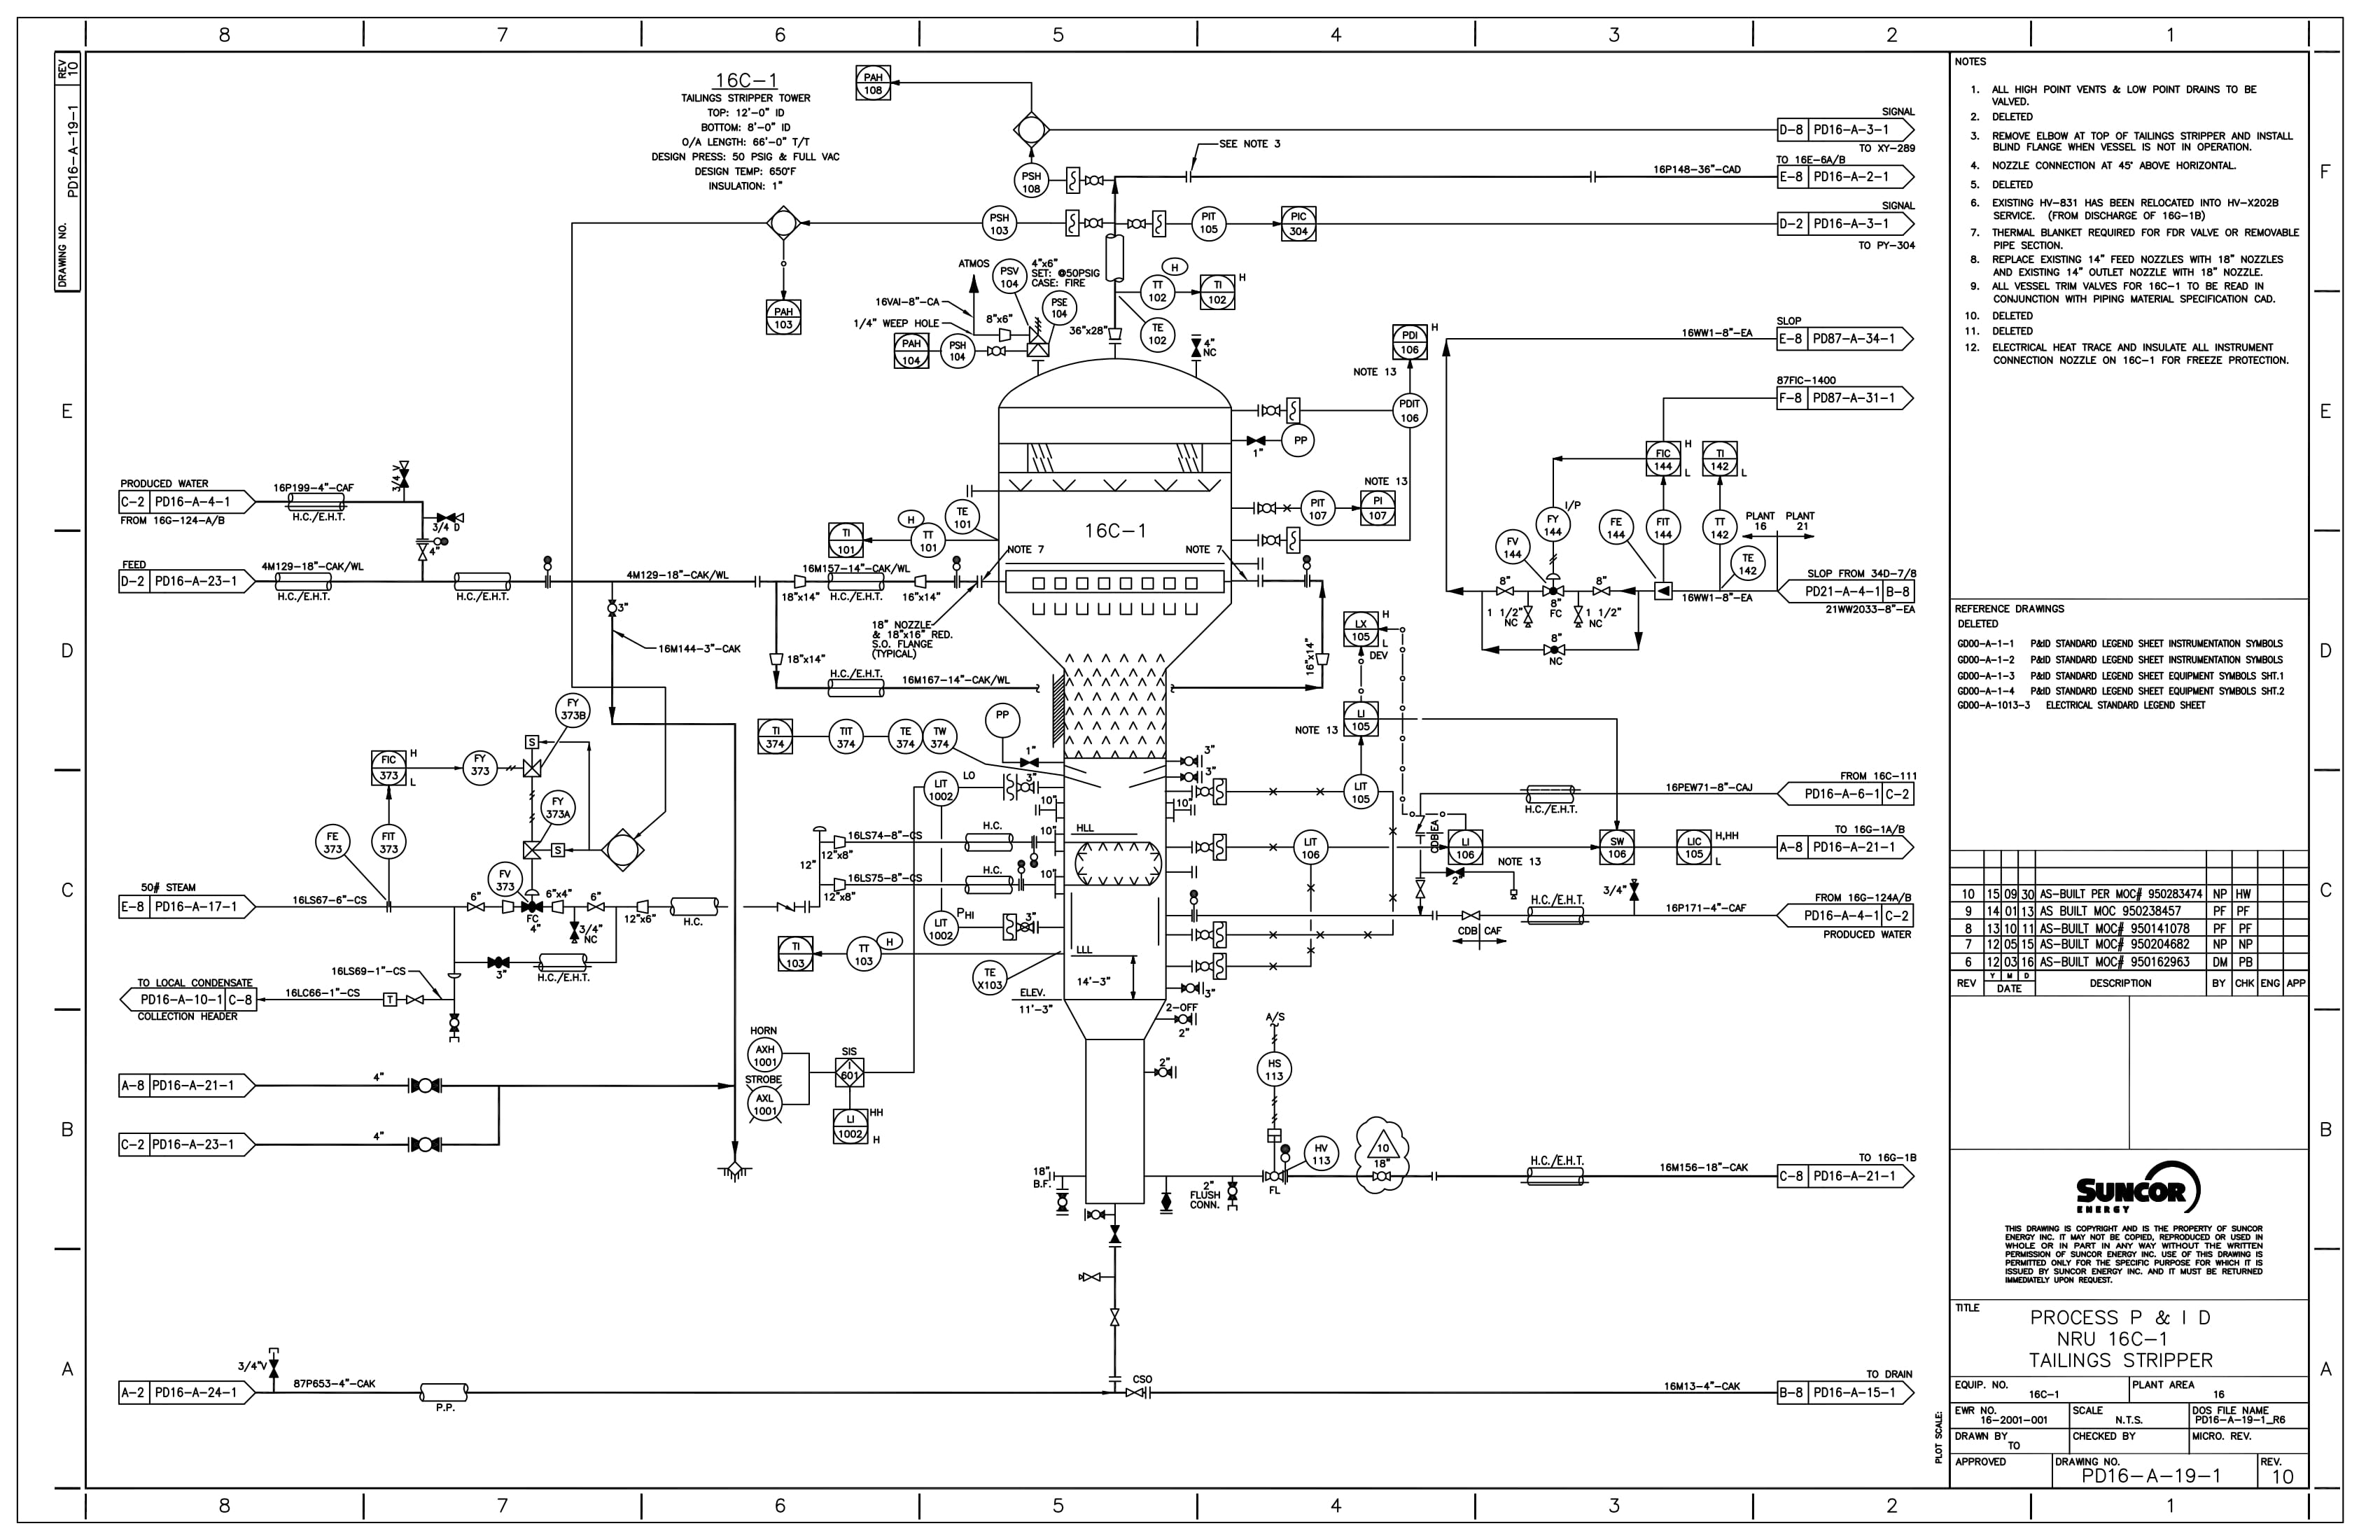 8 7 6 5 4 3 2 1
REV 10
DRAWING NO. PD16-A-19-1
F
E
D
C
B
A
16C-1
TAILINGS STRIPPER TOWER
TOP: 12'-0" ID
BOTTOM: 8'-0" ID
O/A LENGTH: 66'-0" T/T
DESIGN PRESS: 50 PSIG & FULL VAC
DESIGN TEMP: 650°F
INSULATION: 1"
PAH 108
PSH 108
SEE NOTE 3
SIGNAL
D-8 PD16-A-3-1
TO XY-289
TO 16E-6A/B
16P148-36"-CAD
E-8 PD16-A-2-1
PSH 103
PIT 105
PIC 304
SIGNAL
D-2 PD16-A-3-1
TO PY-304
PAH 103
ATMOS
PSV 104
4"x6"
SET: @50PSIG
CASE: FIRE
PSE 104
16VAI-8"-CA
1/4" WEEP HOLE
8"x6"
PAH 104
PSH 104
36"x28"
H
TT 102
TI 102
H
TE 102
4"
NC
PDI 106
H
NOTE 13
PDIT 106
PP
1"
16WW1-8"-EA
SLOP
E-8 PD87-A-34-1
87FIC-1400
F-8 PD87-A-31-1
FIC 144
H
L
TI 142
L
FY 144
I/P
FE 144
FIT 144
TT 142
PLANT 16
PLANT 21
FV 144
TE 142
8"
8"
8"
FC
1 1/2"
NC
1 1/2"
NC
8"
NC
16WW1-8"-EA
SLOP FROM 34D-7/8
PD21-A-4-1 B-8
21WW2033-8"-EA
PRODUCED WATER
C-2 PD16-A-4-1
FROM 16G-124-A/B
16P199-4"-CAF
H.C./E.H.T.
3/4 V
3/4 D
4"
FEED
D-2 PD16-A-23-1
4M129-18"-CAK/WL
H.C./E.H.T.
H.C./E.H.T.
4M129-18"-CAK/WL
3"
16M144-3"-CAK
TI 101
H
TT 101
TE 101
16C-1
NOTE 13
PIT 107
PI 107
NOTE 7
NOTE 7
16M157-14"-CAK/WL
18"x14"
H.C./E.H.T.
16"x14"
18" NOZZLE
& 18"x16" RED.
S.O. FLANGE
(TYPICAL)
18"x14"
H.C./E.H.T.
16M167-14"-CAK/WL
16"x14"
LX 105
H
L
DEV
LI 105
NOTE 13
FY 373B
S
FIC 373
H
L
FY 373
FY 373A
S
FE 373
FIT 373
FV 373
50# STEAM
E-8 PD16-A-17-1
16LS67-6"-CS
6"
6"x4"
6"
FC
4"
3/4"
NC
12"x6"
H.C.
3"
H.C./E.H.T.
16LS69-1"-CS
TO LOCAL CONDENSATE
PD16-A-10-1 C-8
COLLECTION HEADER
16LC66-1"-CS
T
TI 374
TIT 374
TE 374
TW 374
PP
1"
3"
3"
LO
LIT 1002
3"
10"
10"
16LS74-8"-CS
H.C.
10"
12"x8"
12"
HLL
16LS75-8"-CS
H.C.
10"
12"x8"
PHI
LIT 1002
3"
TI 103
TT 103
H
TE X103
LLL
14'-3"
ELEV.
11'-3"
3"
2-OFF
2"
2"
LIT 105
LIT 106
CDB EA
LI 106
NOTE 13
SW 106
LIC 105
H,HH
L
2"
FROM 16C-111
16PEW71-8"-CAJ
H.C./E.H.T.
PD16-A-6-1 C-2
TO 16G-1A/B
A-8 PD16-A-21-1
FROM 16G-124A/B
3/4"
H.C./E.H.T.
16P171-4"-CAF
PD16-A-4-1 C-2
PRODUCED WATER
CDB CAF
A-8 PD16-A-21-1
4"
C-2 PD16-A-23-1
4"
HORN
AXH 1001
STROBE
AXL 1001
SIS
I 601
LI 1002
HH
H
A/S
HS 113
HV 113
10
18"
FL
18"
B.F.
2"
FLUSH
CONN.
H.C./E.H.T.
16M156-18"-CAK
TO 16G-1B
C-8 PD16-A-21-1
3/4"V
A-2 PD16-A-24-1
87P653-4"-CAK
P.P.
CSO
16M13-4"-CAK
TO DRAIN
B-8 PD16-A-15-1
NOTES
1. ALL HIGH POINT VENTS & LOW POINT DRAINS TO BE
VALVED.
2. DELETED
3. REMOVE ELBOW AT TOP OF TAILINGS STRIPPER AND INSTALL
BLIND FLANGE WHEN VESSEL IS NOT IN OPERATION.
4. NOZZLE CONNECTION AT 45° ABOVE HORIZONTAL.
5. DELETED
6. EXISTING HV-831 HAS BEEN RELOCATED INTO HV-X202B
SERVICE. (FROM DISCHARGE OF 16G-1B)
7. THERMAL BLANKET REQUIRED FOR FDR VALVE OR REMOVABLE
PIPE SECTION.
8. REPLACE EXISTING 14" FEED NOZZLES WITH 18" NOZZLES
AND EXISTING 14" OUTLET NOZZLE WITH 18" NOZZLE.
9. ALL VESSEL TRIM VALVES FOR 16C-1 TO BE READ IN
CONJUNCTION WITH PIPING MATERIAL SPECIFICATION CAD.
10. DELETED
11. DELETED
12. ELECTRICAL HEAT TRACE AND INSULATE ALL INSTRUMENT
CONNECTION NOZZLE ON 16C-1 FOR FREEZE PROTECTION.
REFERENCE DRAWINGS
DELETED
GD00-A-1-1 P&ID STANDARD LEGEND SHEET INSTRUMENTATION SYMBOLS
GD00-A-1-2 P&ID STANDARD LEGEND SHEET INSTRUMENTATION SYMBOLS
GD00-A-1-3 P&ID STANDARD LEGEND SHEET EQUIPMENT SYMBOLS SHT.1
GD00-A-1-4 P&ID STANDARD LEGEND SHEET EQUIPMENT SYMBOLS SHT.2
GD00-A-1013-3 ELECTRICAL STANDARD LEGEND SHEET
10 15 09 30 AS-BUILT PER MOC# 950283474 NP HW
9 14 01 13 AS BUILT MOC 950238457 PF PF
8 13 10 11 AS-BUILT MOC# 950141078 PF PF
7 12 05 15 AS-BUILT MOC# 950204682 NP NP
6 12 03 16 AS-BUILT MOC# 950162963 DM PB
REV Y M D DATE DESCRIPTION BY CHK ENG APP
SUNCOR
ENERGY
THIS DRAWING IS COPYRIGHT AND IS THE PROPERTY OF SUNCOR
ENERGY INC. IT MAY NOT BE COPIED, REPRODUCED OR USED IN
WHOLE OR IN PART IN ANY WAY WITHOUT THE WRITTEN
PERMISSION OF SUNCOR ENERGY INC. USE OF THIS DRAWING IS
PERMITTED ONLY FOR THE SPECIFIC PURPOSE FOR WHICH IT IS
ISSUED BY SUNCOR ENERGY INC. AND IT MUST BE RETURNED
IMMEDIATELY UPON REQUEST.
TITLE
PROCESS P & I D
NRU 16C-1
TAILINGS STRIPPER
EQUIP. NO. 16C-1
PLANT AREA 16
EWR NO. 16-2001-001
SCALE N.T.S.
DOS FILE NAME PD16-A-19-1_R6
DRAWN BY TO
CHECKED BY
MICRO. REV.
APPROVED
DRAWING NO. PD16-A-19-1
REV. 10
PLOT SCALE:
F
E
D
C
B
A
8 7 6 5 4 3 2 1